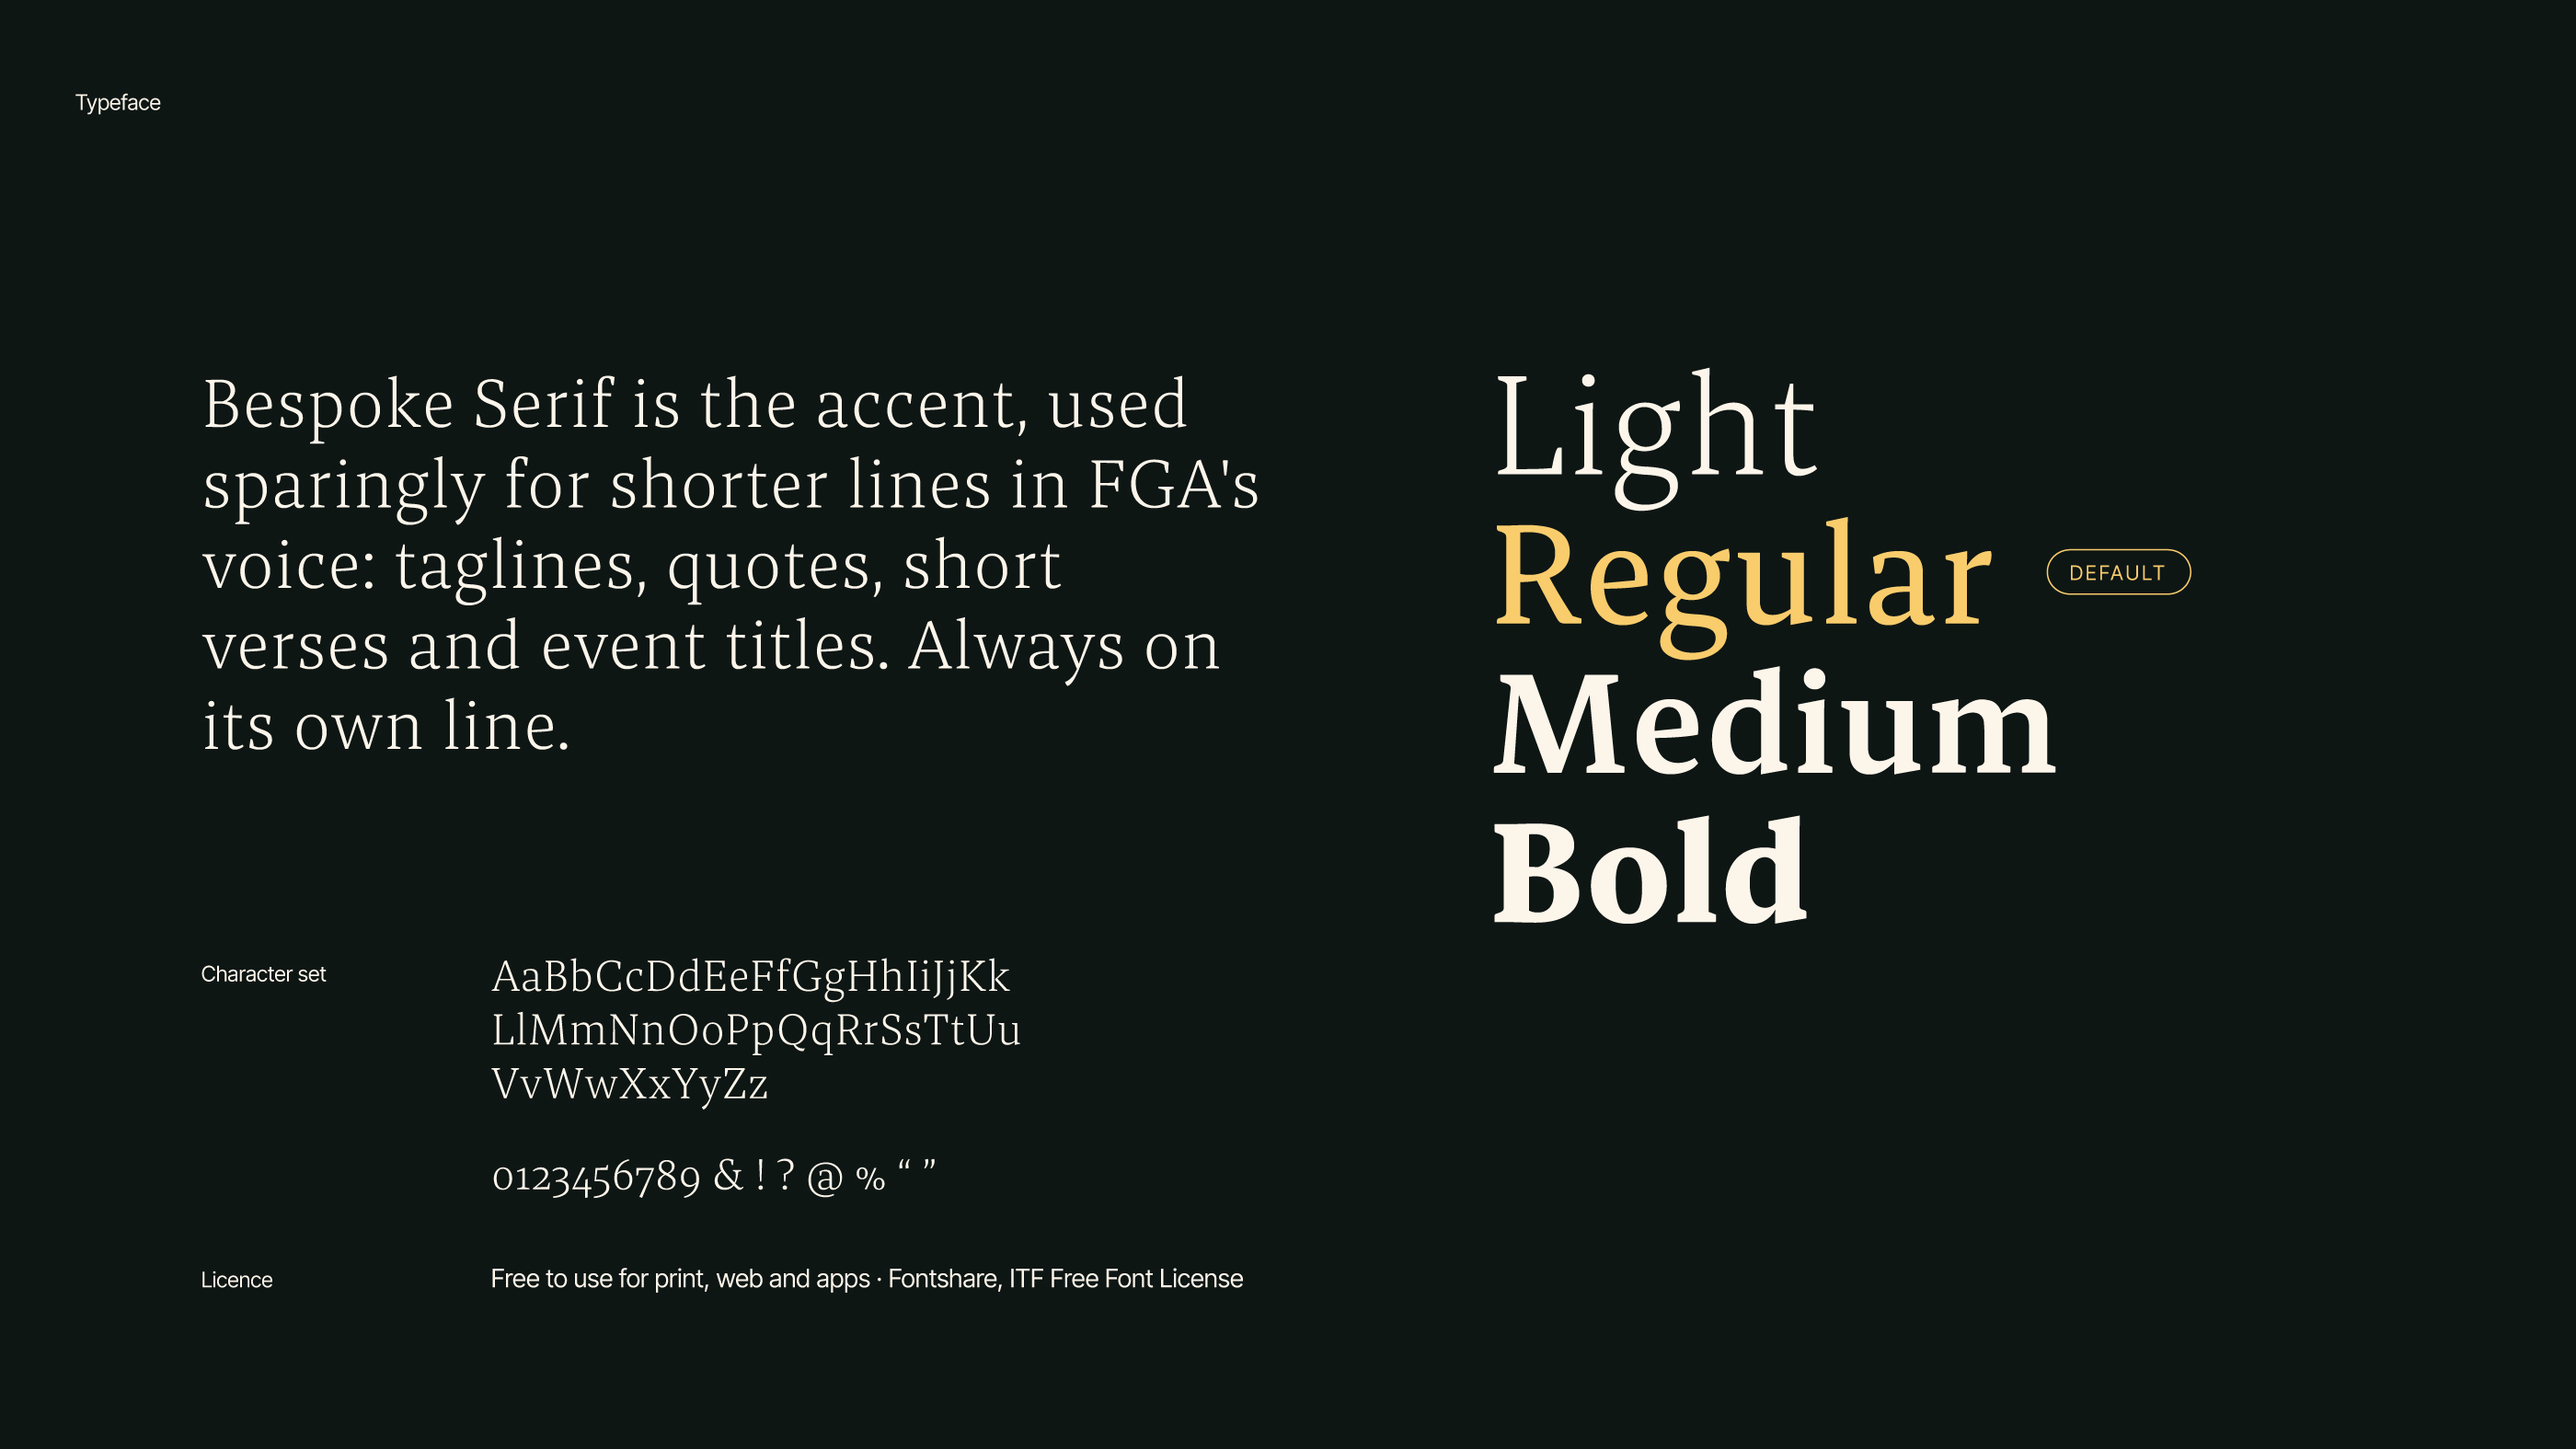 Typeface
Bespoke Serif is the accent, used
sparingly for shorter lines in FGA's
voice: taglines, quotes, short
verses and event titles. Always on
its own line.
Light
Regular
DEFAULT
Medium
Bold
Character set
AaBbCcDdEeFfGgHhIiJjKk
LlMmNnOoPpQqRrSsTtUu
VvWwXxYyZz
0123456789 & ! ? @ % “ ”
Licence
Free to use for print, web and apps · Fontshare, ITF Free Font License